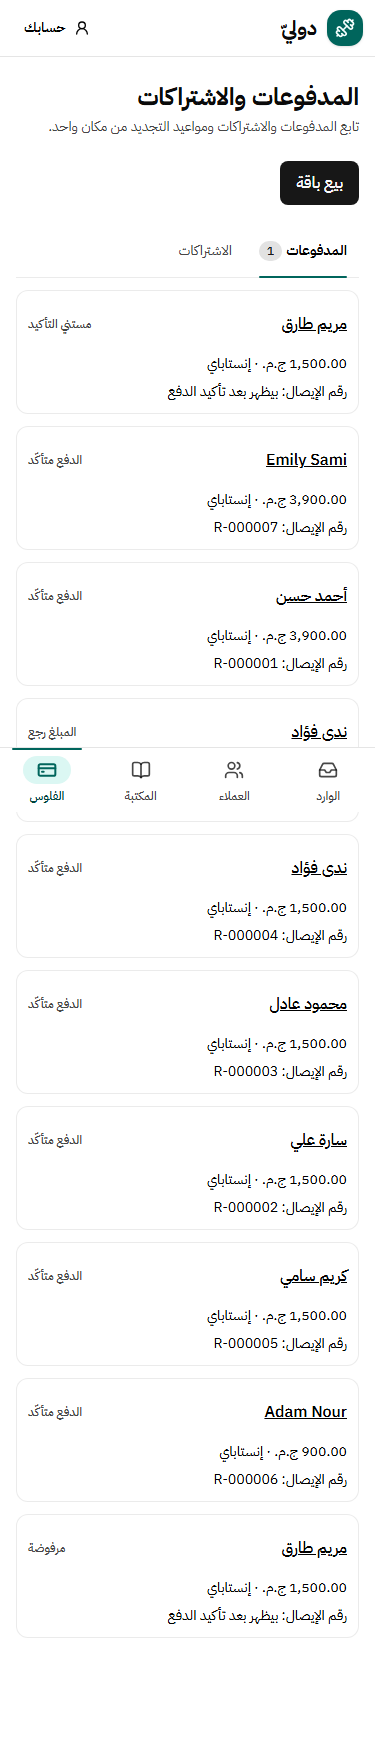 دوليّ
حسابك
المدفوعات والاشتراكات
تابع المدفوعات والاشتراكات ومواعيد التجديد من مكان واحد.
بيع باقة
المدفوعات 1
الاشتراكات
مريم طارق
مستني التأكيد
1,500.00 ج.م. · إنستاباي
رقم الإيصال: بيظهر بعد تأكيد الدفع
Emily Sami
الدفع متأكّد
3,900.00 ج.م. · إنستاباي
رقم الإيصال: R-000007
أحمد حسن
الدفع متأكّد
3,900.00 ج.م. · إنستاباي
رقم الإيصال: R-000001
ندى فؤاد
المبلغ رجع
الوارد
العملاء
المكتبة
الفلوس
ندى فؤاد
الدفع متأكّد
1,500.00 ج.م. · إنستاباي
رقم الإيصال: R-000004
محمود عادل
الدفع متأكّد
1,500.00 ج.م. · إنستاباي
رقم الإيصال: R-000003
سارة علي
الدفع متأكّد
1,500.00 ج.م. · إنستاباي
رقم الإيصال: R-000002
كريم سامي
الدفع متأكّد
1,500.00 ج.م. · إنستاباي
رقم الإيصال: R-000005
Adam Nour
الدفع متأكّد
900.00 ج.م. · إنستاباي
رقم الإيصال: R-000006
مريم طارق
مرفوضة
1,500.00 ج.م. · إنستاباي
رقم الإيصال: بيظهر بعد تأكيد الدفع